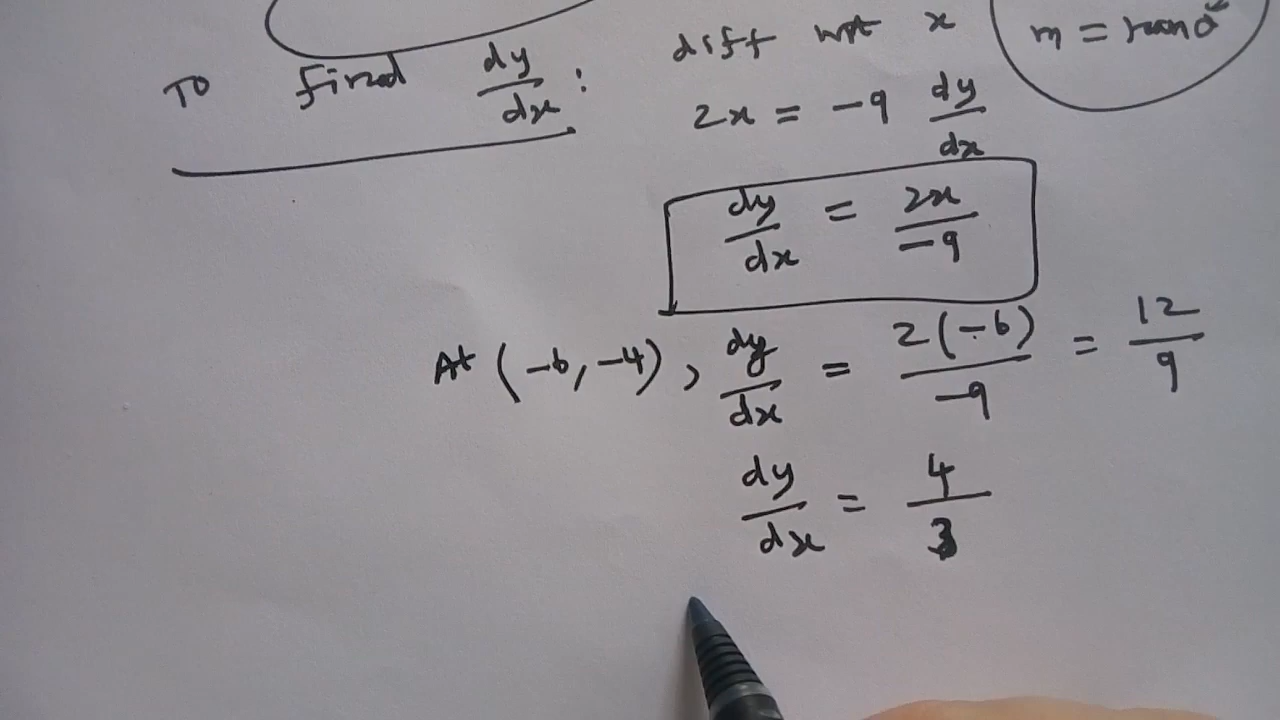 diff wrt x
m = tanα
To find dy/dx :
2x = -9 dy/dx
dy/dx = 2x/-9
At (-6, -4), dy/dx = 2(-6)/-9 = 12/9
dy/dx = 4/3